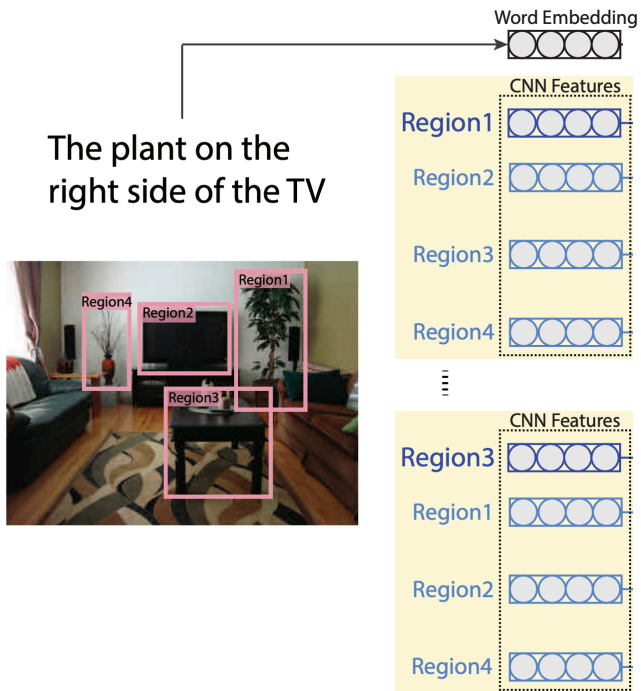 Word Embedding
The plant on the
right side of the TV
CNN Features
Region1
Region2
Region3
Region4
Region1
Region4
Region2
Region3
CNN Features
Region3
Region1
Region2
Region4